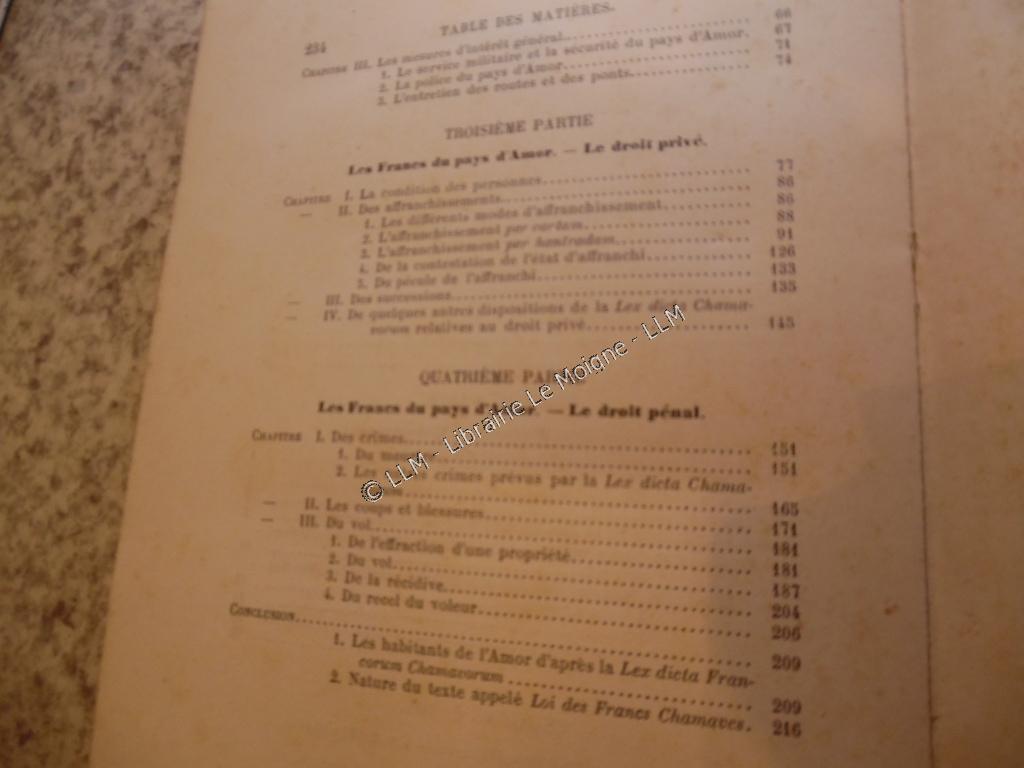 234
TABLE DES MATIÈRES.
CHAPITRE III. Les mesures d'intérêt général 66
1. Le service militaire et la sécurité du pays d'Amor. 67
2. La police du pays d'Amor 71
3. L'entretien des routes et des ponts 74
TROISIÈME PARTIE
Les Francs du pays d'Amor. — Le droit privé.
CHAPITRE I. La condition des personnes 77
— II. Des affranchissements 86
1. Les différents modes d'affranchissement 86
2. L'affranchissement per cartam 88
3. L'affranchissement per hantradam 91
4. De la contestation de l'état d'affranchi 126
5. Du pécule de l'affranchi 133
— III. Des successions 135
— IV. De quelques autres dispositions de la Lex dicta Chama-
vorum relatives au droit privé 145
QUATRIÈME
Les Francs du pays d' — Le droit pénal.
CHAPITRE I. Des crimes 151
1. Du 151
2. Les crimes prévus par la Lex dicta Chama-
165
— II. Les coups et blessures 171
— III. Du vol 181
1. De l'effraction d'une propriété 181
2. Du vol 187
3. De la récidive 204
4. Du recel du voleur 206
CONCLUSION 209
1. Les habitants de l'Amor d'après la Lex dicta Fran-
corum Chamavorum 209
2. Nature du texte appelé Loi des Francs Chamaves. 216
© LLM - Librairie Le Moigne - LLM